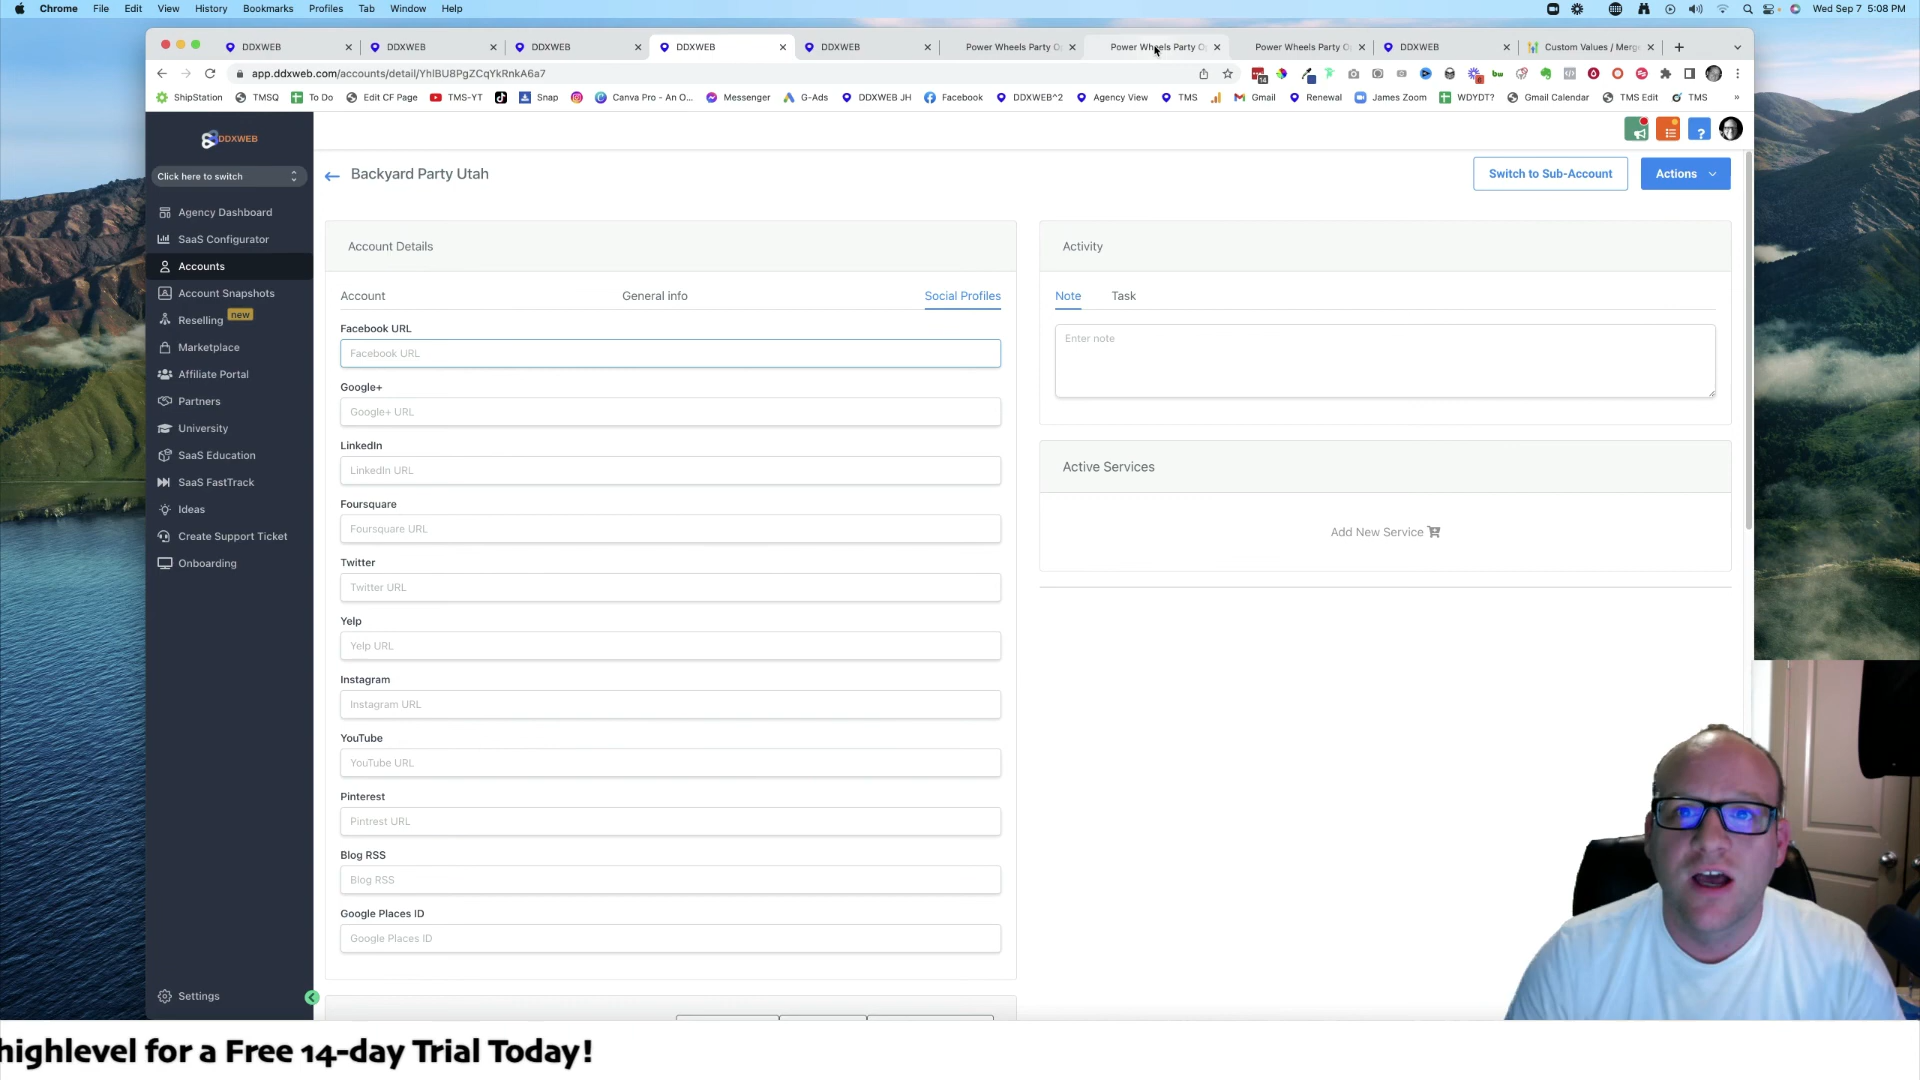 Chrome File Edit View History Bookmarks Profiles Tab Window Help Wed Sep 7 5:08 PM
DDXWEB DDXWEB DDXWEB DDXWEB DDXWEB Power Wheels Party O Power Wheels Party O Power Wheels Party O DDXWEB Custom Values / Merge
app.ddxweb.com/accounts/detail/YhlBU8PgZCqYkRnkA6a7
ShipStation TMSQ To Do Edit CF Page TMS-YT Snap Canva Pro - An O... Messenger G-Ads DDXWEB JH Facebook DDXWEB^2 Agency View TMS Gmail Renewal James Zoom WDYDT? Gmail Calendar TMS Edit TMS »
DDXWEB
Click here to switch
Backyard Party Utah
Switch to Sub-Account
Actions
Agency Dashboard
SaaS Configurator
Accounts
Account Snapshots
Reselling new
Marketplace
Affiliate Portal
Partners
University
SaaS Education
SaaS FastTrack
Ideas
Create Support Ticket
Onboarding
Settings
Account Details
Account General info Social Profiles
Facebook URL
Facebook URL
Google+
Google+ URL
LinkedIn
LinkedIn URL
Foursquare
Foursquare URL
Twitter
Twitter URL
Yelp
Yelp URL
Instagram
Instagram URL
YouTube
YouTube URL
Pinterest
Pintrest URL
Blog RSS
Blog RSS
Google Places ID
Google Places ID
Activity
Note Task
Enter note
Active Services
Add New Service
highlevel for a Free 14-day Trial Today!